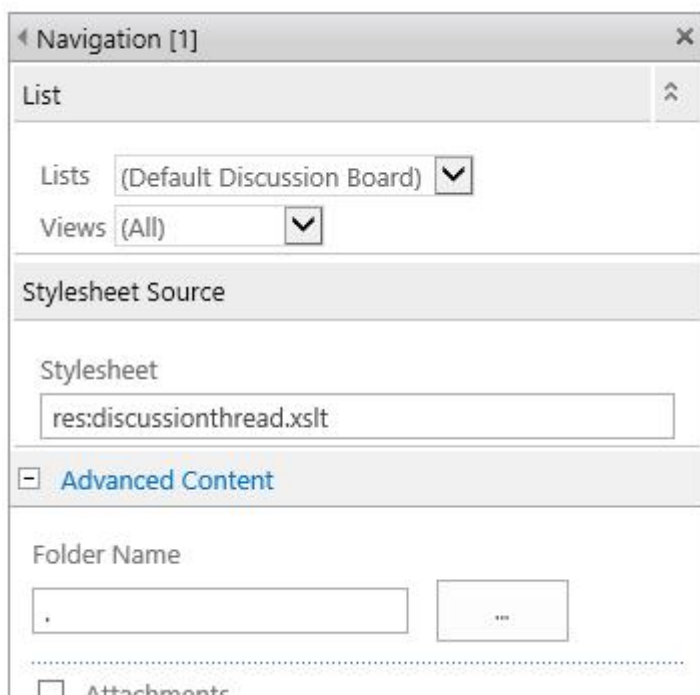 Navigation [1]
List
Lists (Default Discussion Board)
Views (All)
Stylesheet Source
Stylesheet
res:discussionthread.xslt
Advanced Content
Folder Name
. ...
Attachments